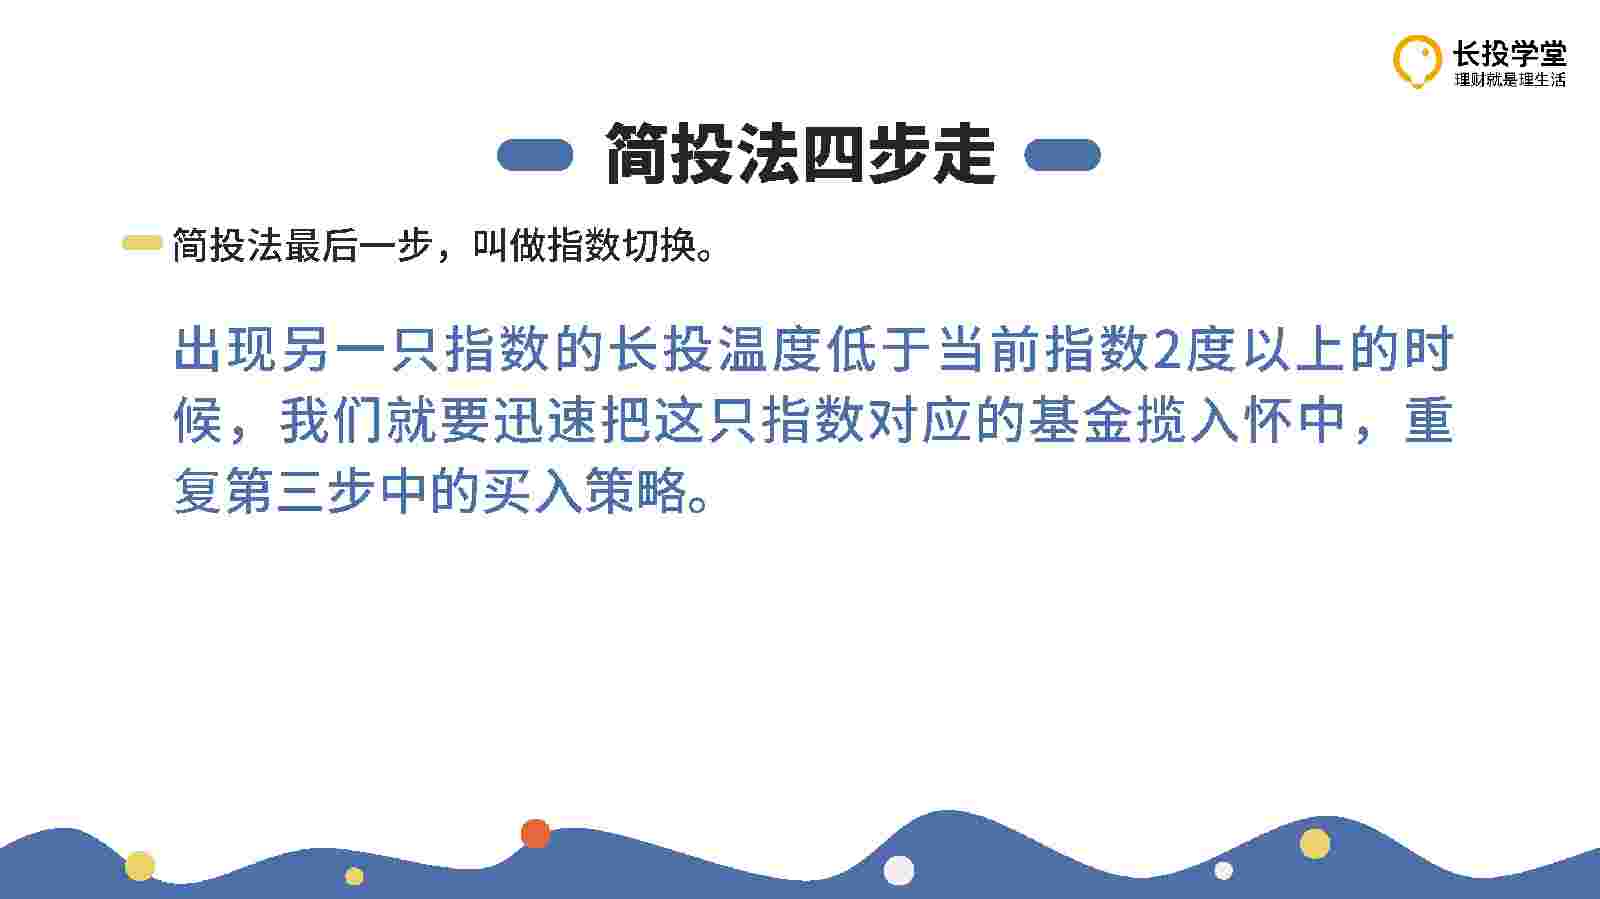 长投学堂
理财就是理生活
简投法四步走
简投法最后一步，叫做指数切换。
出现另一只指数的长投温度低于当前指数2度以上的时
候，我们就要迅速把这只指数对应的基金揽入怀中，重
复第三步中的买入策略。